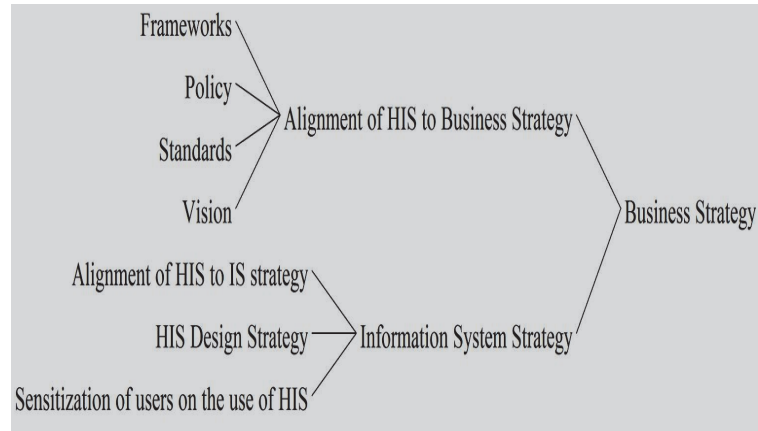 Frameworks
Policy
Alignment of HIS to Business Strategy
Standards
Vision
Business Strategy
Alignment of HIS to IS strategy
HIS Design Strategy
Information System Strategy
Sensitization of users on the use of HIS